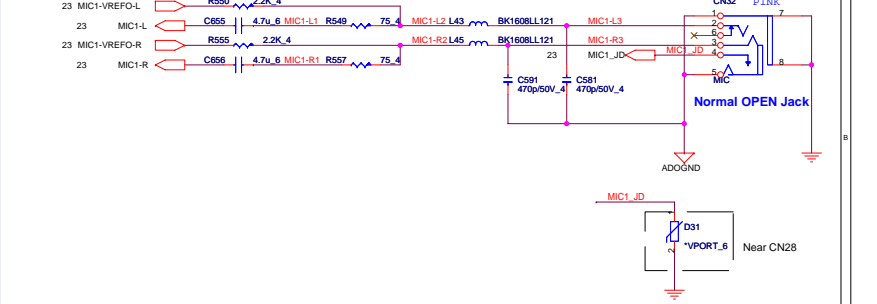 R550 2.2K_4 CN32 PINK
23 MIC1-VREFO-L 1 7
23 MIC1-L C655 4.7u_6 MIC1-L1 R549 75_4 MIC1-L2 L43 BK1608LL121 MIC1-L3 2
6
23 MIC1-VREFO-R R555 2.2K_4 MIC1-R2 L45 BK1608LL121 MIC1-R3 3
23 MIC1_JD MIC1_JD 4
23 MIC1-R C656 4.7u_6 MIC1-R1 R557 75_4 8
5
MIC
C591 C581
470p/50V_4 470p/50V_4
Normal OPEN Jack
B
ADOGND
MIC1_JD
1
D31
*VPORT_6
2
Near CN28